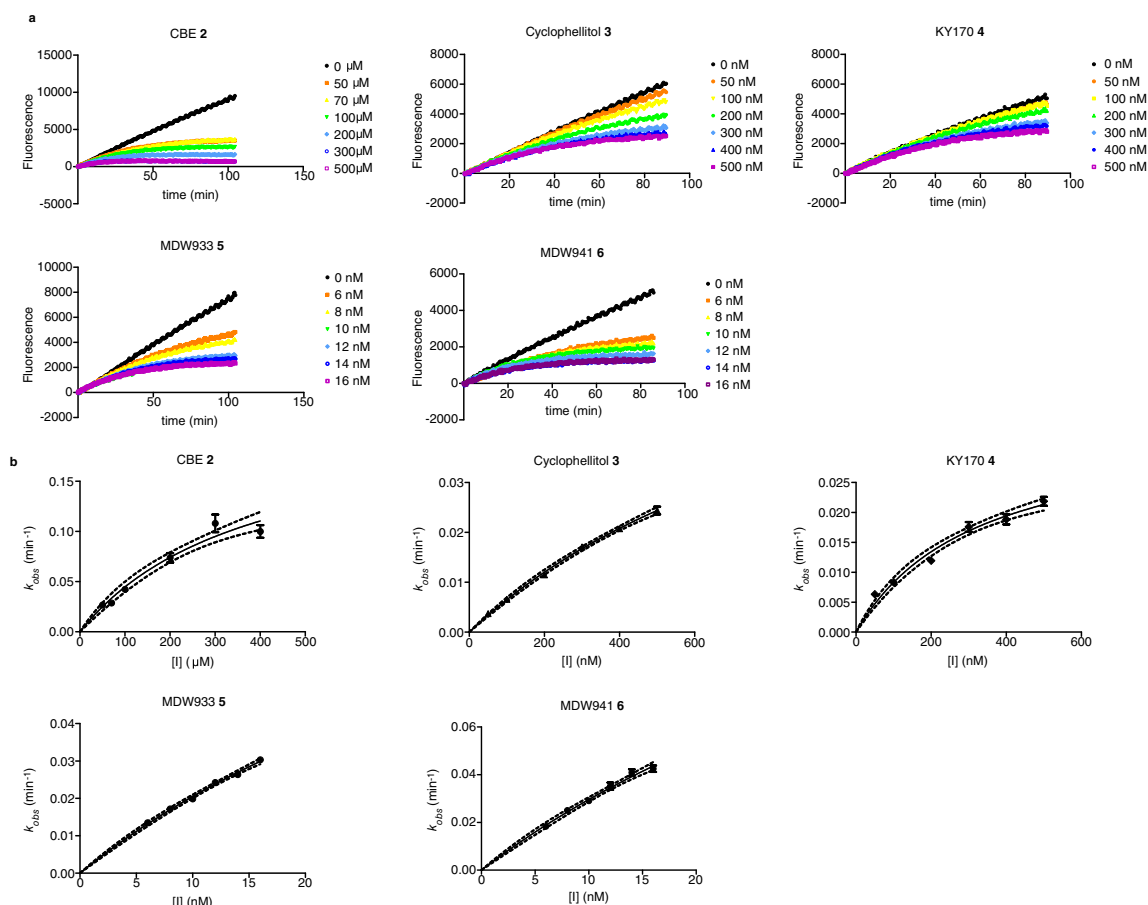 a
CBE 2
Fluorescence
15000
10000
5000
0
-5000
50
100
150
time (min)
0 µM
50 µM
70 µM
100µM
200µM
300µM
500µM
Cyclophellitol 3
Fluorescence
8000
6000
4000
2000
0
-2000
20
40
60
80
100
time (min)
0 nM
50 nM
100 nM
200 nM
300 nM
400 nM
500 nM
KY170 4
Fluorescence
8000
6000
4000
2000
0
-2000
20
40
60
80
100
time (min)
0 nM
50 nM
100 nM
200 nM
300 nM
400 nM
500 nM
MDW933 5
Fluorescence
10000
8000
6000
4000
2000
0
-2000
50
100
150
time (min)
0 nM
6 nM
8 nM
10 nM
12 nM
14 nM
16 nM
MDW941 6
Fluorescence
6000
4000
2000
0
-2000
20
40
60
80
100
time (min)
0 nM
6 nM
8 nM
10 nM
12 nM
14 nM
16 nM
b
CBE 2
kobs (min-1)
0.15
0.10
0.05
0.00
0
100
200
300
400
500
[I] (µM)
Cyclophellitol 3
kobs (min-1)
0.03
0.02
0.01
0.00
0
200
400
600
[I] (nM)
KY170 4
kobs (min-1)
0.025
0.020
0.015
0.010
0.005
0.000
0
200
400
600
[I] (nM)
MDW933 5
kobs (min-1)
0.04
0.03
0.02
0.01
0.00
0
5
10
15
20
[I] (nM)
MDW941 6
kobs (min-1)
0.06
0.04
0.02
0.00
0
5
10
15
20
[I] (nM)